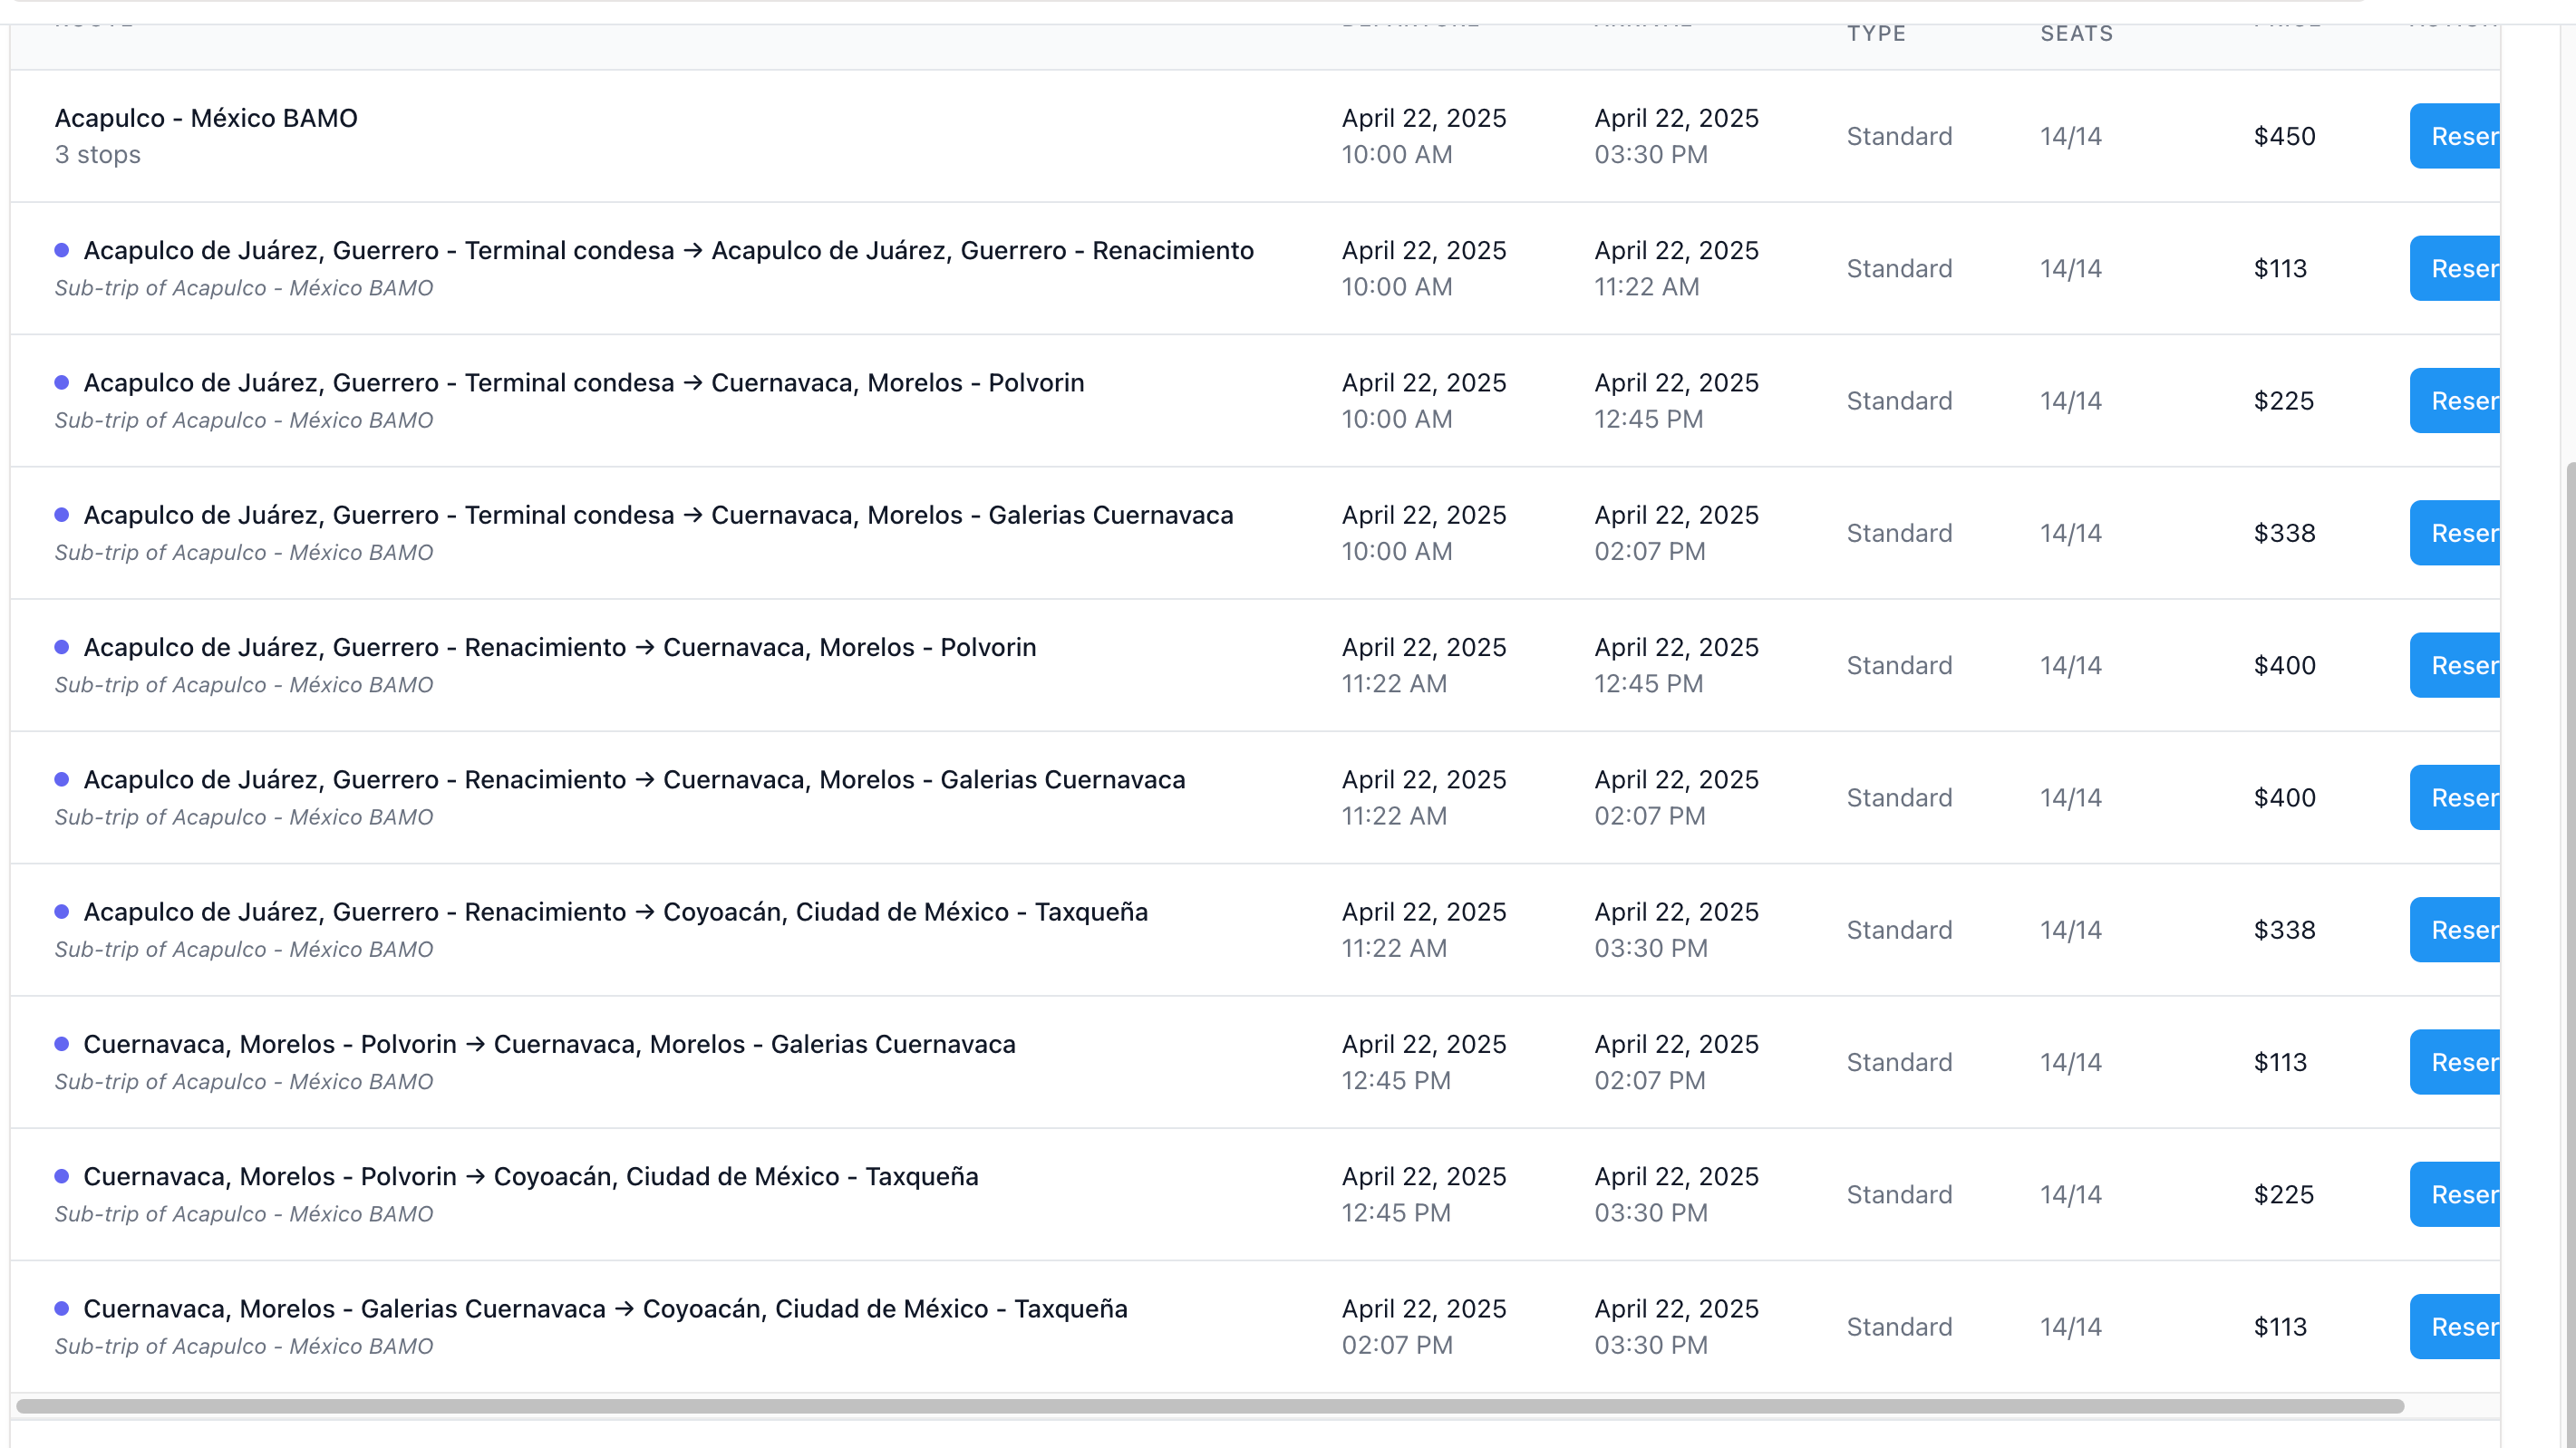 TYPE SEATS
Acapulco - México BAMO April 22, 2025 April 22, 2025
3 stops 10:00 AM 03:30 PM Standard 14/14 $450 Reser
Acapulco de Juárez, Guerrero - Terminal condesa → Acapulco de Juárez, Guerrero - Renacimiento April 22, 2025 April 22, 2025
Sub-trip of Acapulco - México BAMO 10:00 AM 11:22 AM Standard 14/14 $113 Reser
Acapulco de Juárez, Guerrero - Terminal condesa → Cuernavaca, Morelos - Polvorin April 22, 2025 April 22, 2025
Sub-trip of Acapulco - México BAMO 10:00 AM 12:45 PM Standard 14/14 $225 Reser
Acapulco de Juárez, Guerrero - Terminal condesa → Cuernavaca, Morelos - Galerias Cuernavaca April 22, 2025 April 22, 2025
Sub-trip of Acapulco - México BAMO 10:00 AM 02:07 PM Standard 14/14 $338 Reser
Acapulco de Juárez, Guerrero - Renacimiento → Cuernavaca, Morelos - Polvorin April 22, 2025 April 22, 2025
Sub-trip of Acapulco - México BAMO 11:22 AM 12:45 PM Standard 14/14 $400 Reser
Acapulco de Juárez, Guerrero - Renacimiento → Cuernavaca, Morelos - Galerias Cuernavaca April 22, 2025 April 22, 2025
Sub-trip of Acapulco - México BAMO 11:22 AM 02:07 PM Standard 14/14 $400 Reser
Acapulco de Juárez, Guerrero - Renacimiento → Coyoacán, Ciudad de México - Taxqueña April 22, 2025 April 22, 2025
Sub-trip of Acapulco - México BAMO 11:22 AM 03:30 PM Standard 14/14 $338 Reser
Cuernavaca, Morelos - Polvorin → Cuernavaca, Morelos - Galerias Cuernavaca April 22, 2025 April 22, 2025
Sub-trip of Acapulco - México BAMO 12:45 PM 02:07 PM Standard 14/14 $113 Reser
Cuernavaca, Morelos - Polvorin → Coyoacán, Ciudad de México - Taxqueña April 22, 2025 April 22, 2025
Sub-trip of Acapulco - México BAMO 12:45 PM 03:30 PM Standard 14/14 $225 Reser
Cuernavaca, Morelos - Galerias Cuernavaca → Coyoacán, Ciudad de México - Taxqueña April 22, 2025 April 22, 2025
Sub-trip of Acapulco - México BAMO 02:07 PM 03:30 PM Standard 14/14 $113 Reser